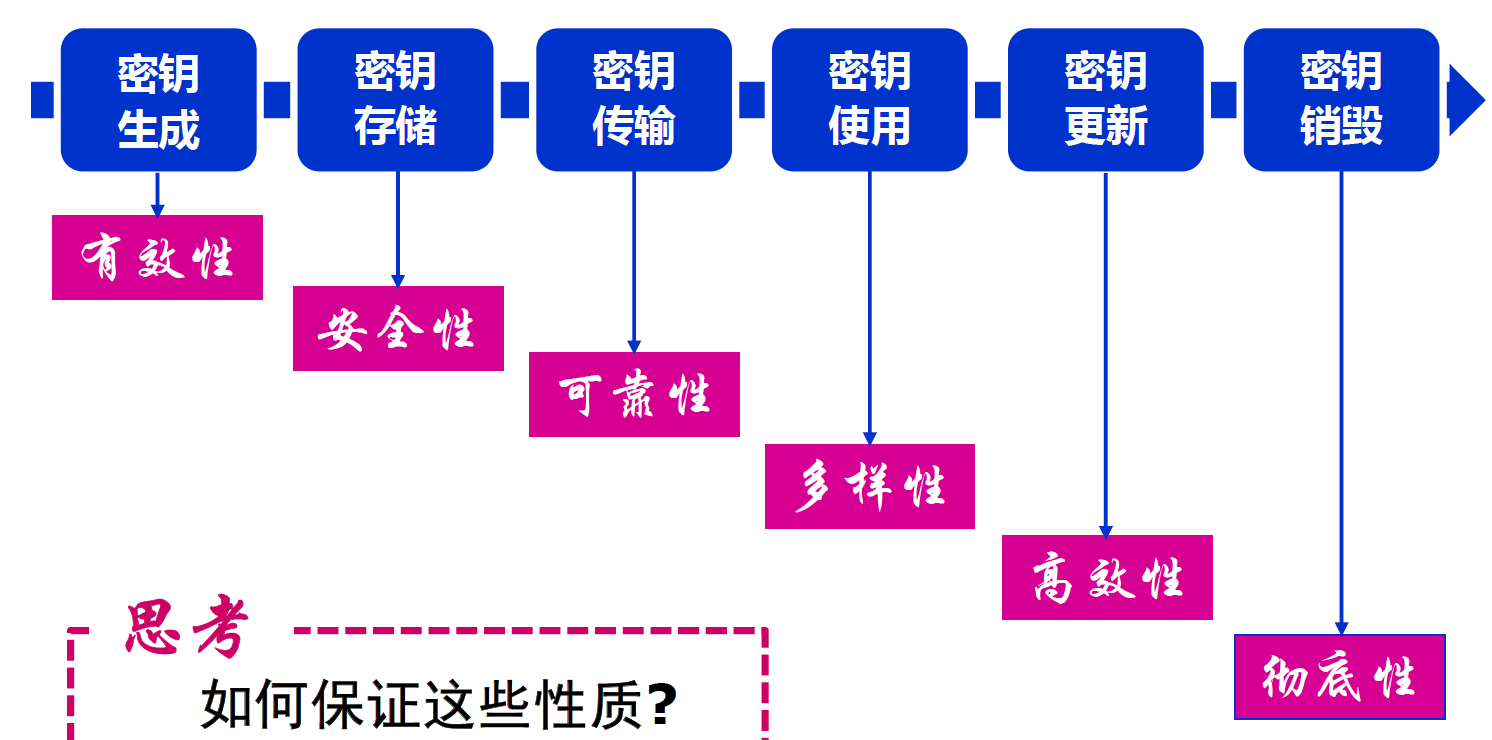 密钥
生成
密钥
存储
密钥
传输
密钥
使用
密钥
更新
密钥
销毁
有效性
安全性
可靠性
多样性
高效性
彻底性
思考
如何保证这些性质?